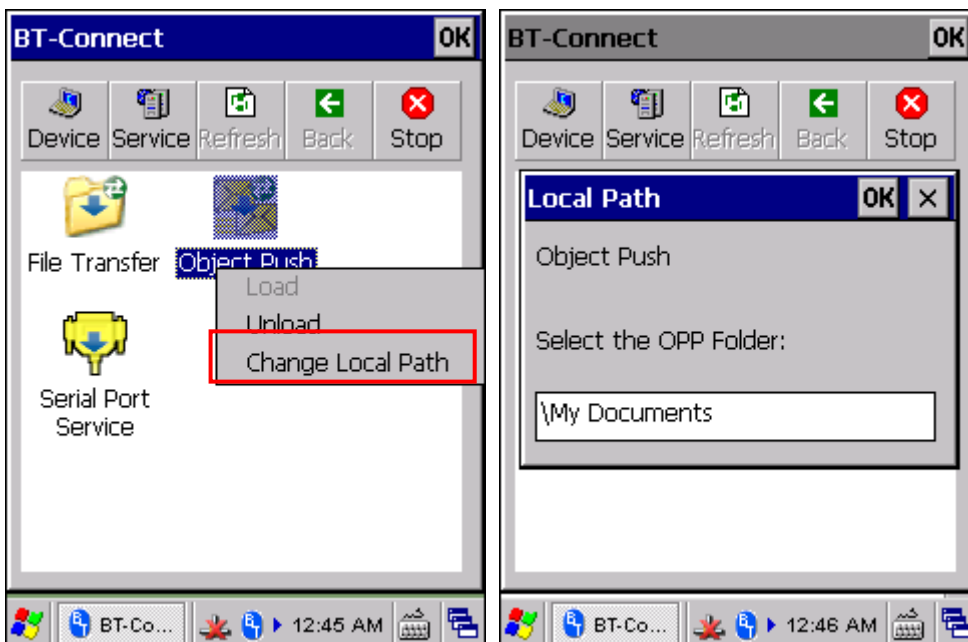 BT-Connect OK
Device Service Refresh Back Stop
File Transfer Object Push
Load
Unload
Change Local Path
Serial Port
Service
BT-Co... 12:45 AM
BT-Connect OK
Device Service Refresh Back Stop
Local Path OK
Object Push
Select the OPP Folder:
\My Documents
BT-Co... 12:46 AM